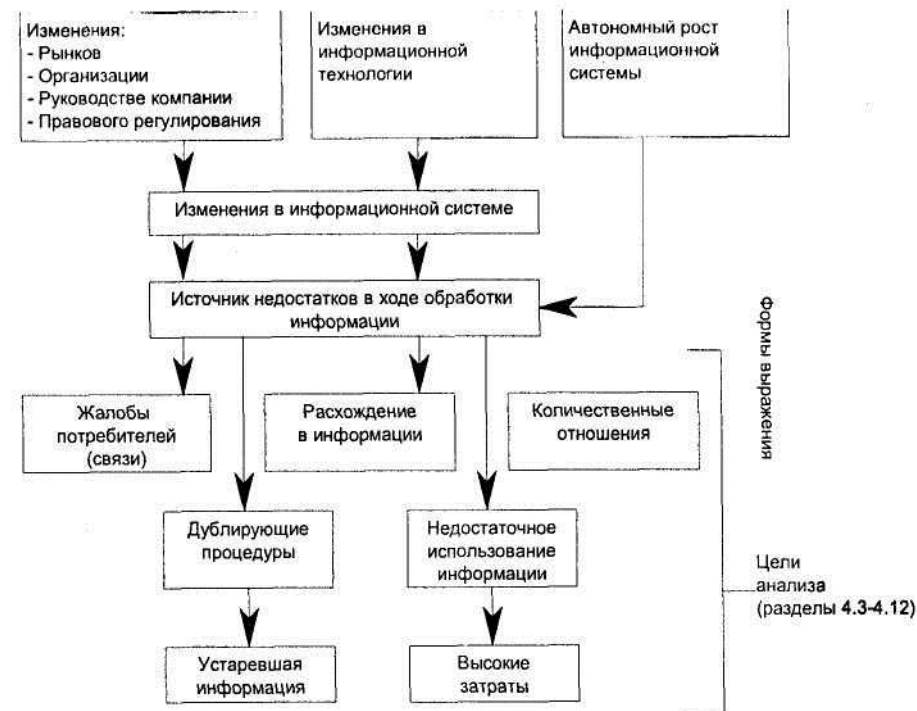 Изменения:
- Рынков
- Организации
- Руководстве компании
- Правового регулирования
Изменения в
информационной
технологии
Автономный рост
информационной
системы
Изменения в информационной системе
Источник недостатков в ходе обработки
информации
Формы выражения
Жалобы
потребителей
(связи)
Расхождение
в информации
Количественные
отношения
Дублирующие
процедуры
Недостаточное
использование
информации
Цели
анализа
(разделы 4.3-4.12)
Устаревшая
информация
Высокие
затраты